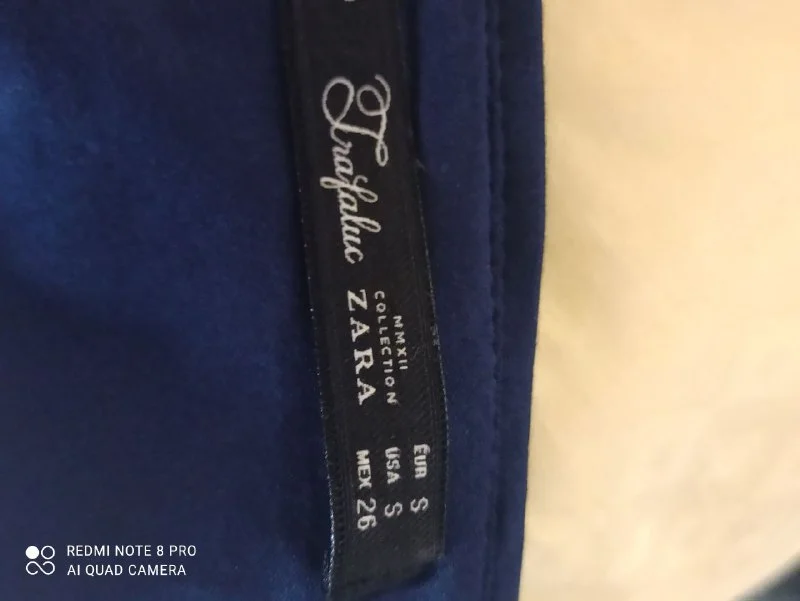 Trafaluc
MMXII
COLLECTION
ZARA
EUR S
USA S
MEX 26
REDMI NOTE 8 PRO
AI QUAD CAMERA